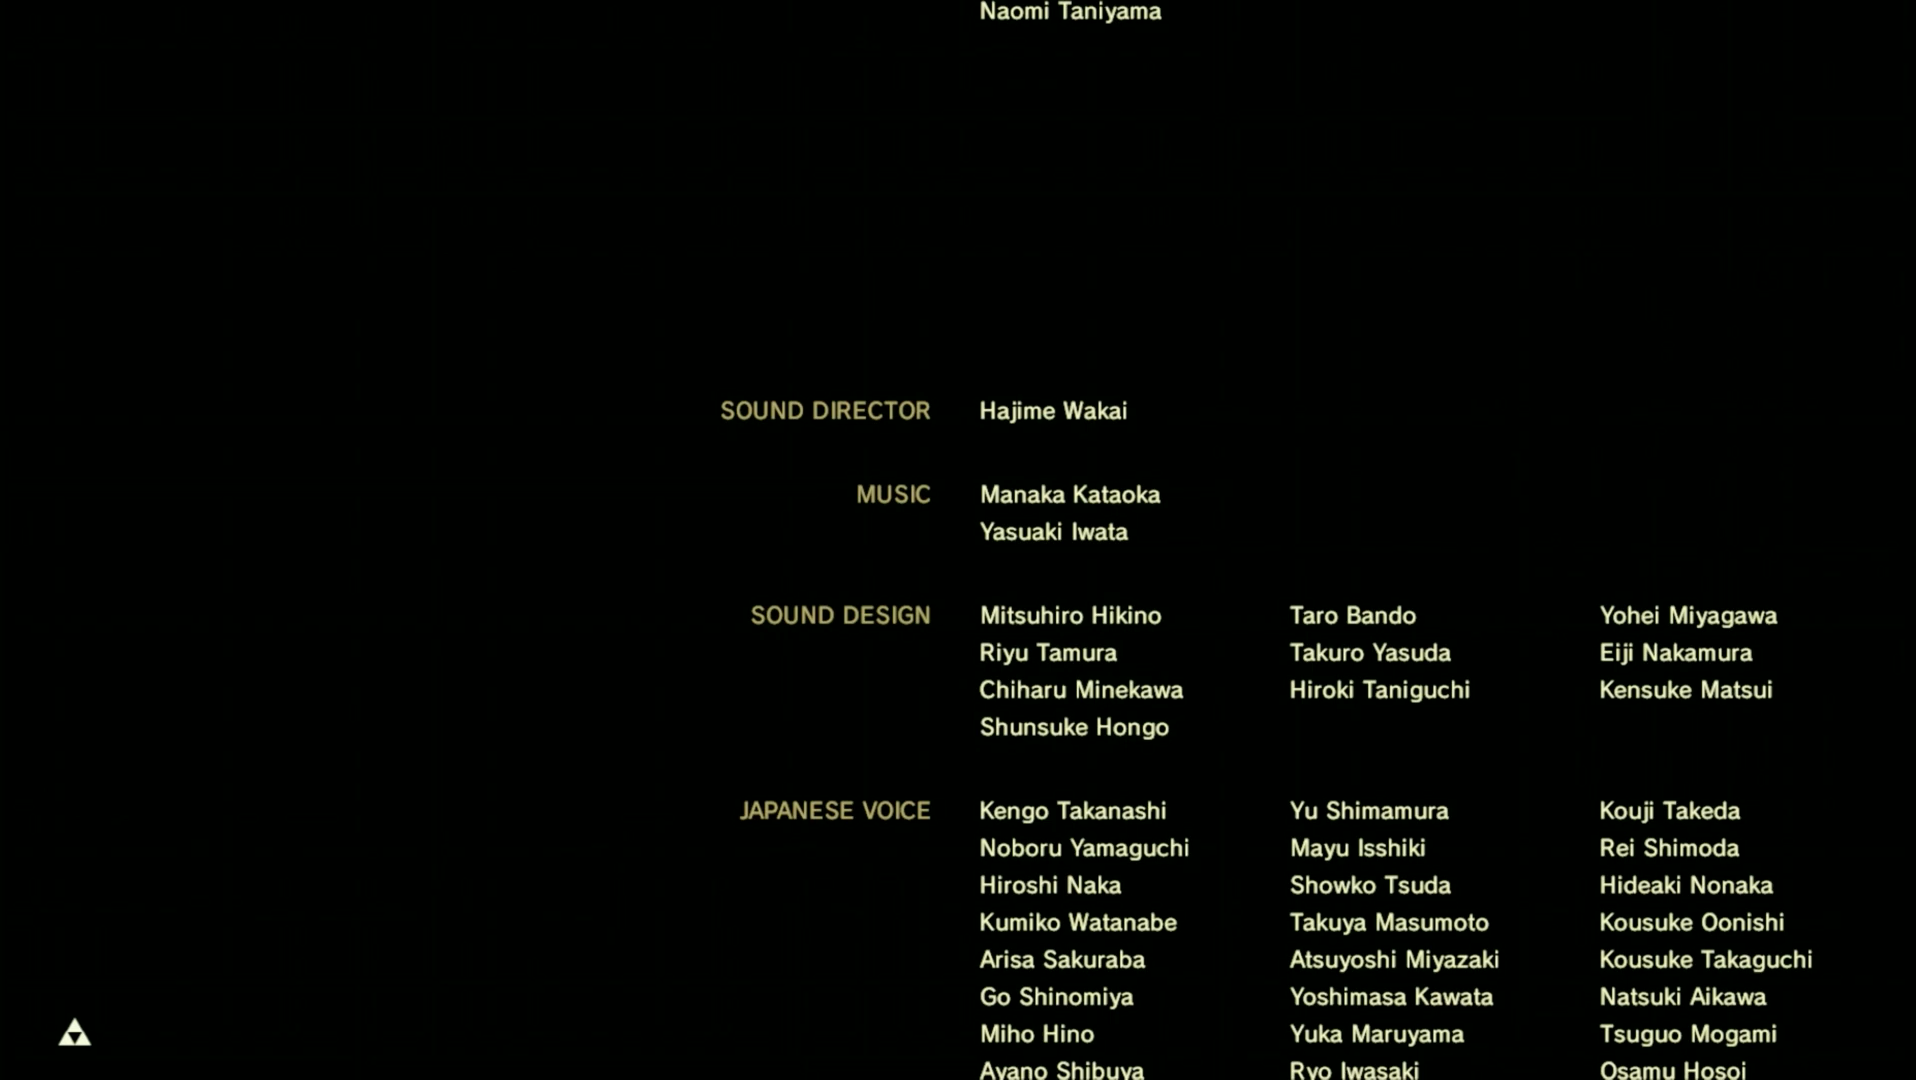 Naomi Taniyama
SOUND DIRECTOR Hajime Wakai
MUSIC Manaka Kataoka
Yasuaki Iwata
SOUND DESIGN Mitsuhiro Hikino Taro Bando Yohei Miyagawa
Riyu Tamura Takuro Yasuda Eiji Nakamura
Chiharu Minekawa Hiroki Taniguchi Kensuke Matsui
Shunsuke Hongo
JAPANESE VOICE Kengo Takanashi Yu Shimamura Kouji Takeda
Noboru Yamaguchi Mayu Isshiki Rei Shimoda
Hiroshi Naka Showko Tsuda Hideaki Nonaka
Kumiko Watanabe Takuya Masumoto Kousuke Oonishi
Arisa Sakuraba Atsuyoshi Miyazaki Kousuke Takaguchi
Go Shinomiya Yoshimasa Kawata Natsuki Aikawa
Miho Hino Yuka Maruyama Tsuguo Mogami
Ayano Shibuya Ryo Iwasaki Osamu Hosoi